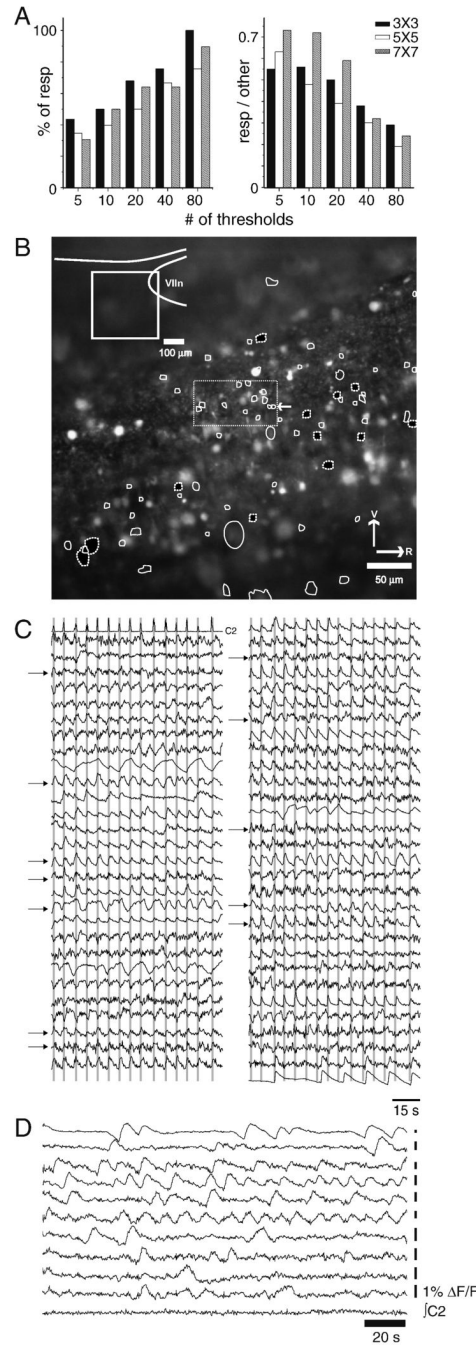 A
100
% of resp
0
5 10 20 40 80
0.7
resp / other
0
5 10 20 40 80
3X3
5X5
7X7
# of thresholds
B
VIIn
100 μm
V
R
50 μm
C
C2
15 s
D
1% ΔF/F
∫C2
20 s